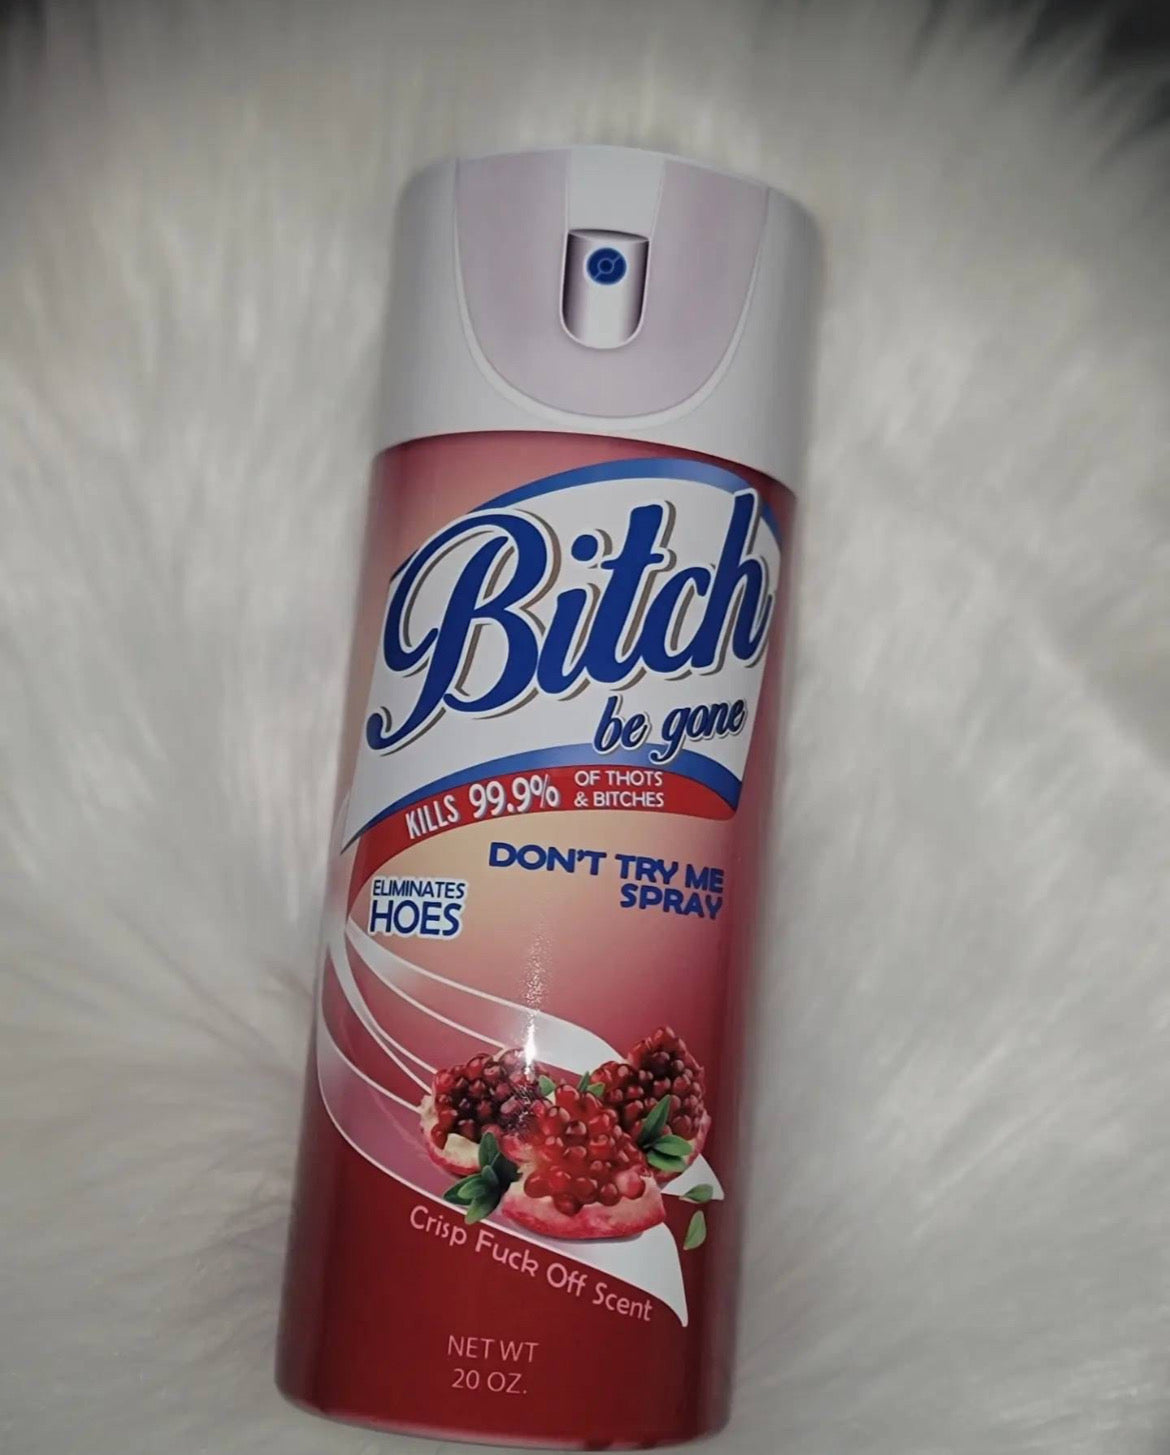 Bitch
be gone
KILLS 99.9% OF THOTS
& BITCHES
DON'T TRY ME
SPRAY
ELIMINATES
HOES
Crisp Fuck Off Scent
NET WT
20 OZ.